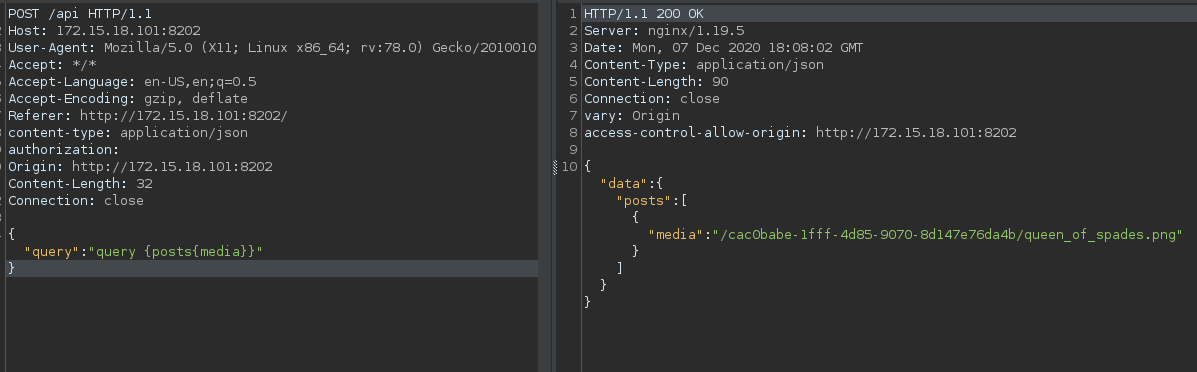 POST /api HTTP/1.1
Host: 172.15.18.101:8202
User-Agent: Mozilla/5.0 (X11; Linux x86_64; rv:78.0) Gecko/2010010
Accept: */*
Accept-Language: en-US,en;q=0.5
Accept-Encoding: gzip, deflate
Referer: http://172.15.18.101:8202/
content-type: application/json
authorization:
Origin: http://172.15.18.101:8202
Content-Length: 32
Connection: close
{
"query":"query {posts{media}}"
}
1 HTTP/1.1 200 OK
2 Server: nginx/1.19.5
3 Date: Mon, 07 Dec 2020 18:08:02 GMT
4 Content-Type: application/json
5 Content-Length: 90
6 Connection: close
7 vary: Origin
8 access-control-allow-origin: http://172.15.18.101:8202
9
10 {
"data":{
"posts":[
{
"media":"/cac0babe-1fff-4d85-9070-8d147e76da4b/queen_of_spades.png"
}
]
}
}